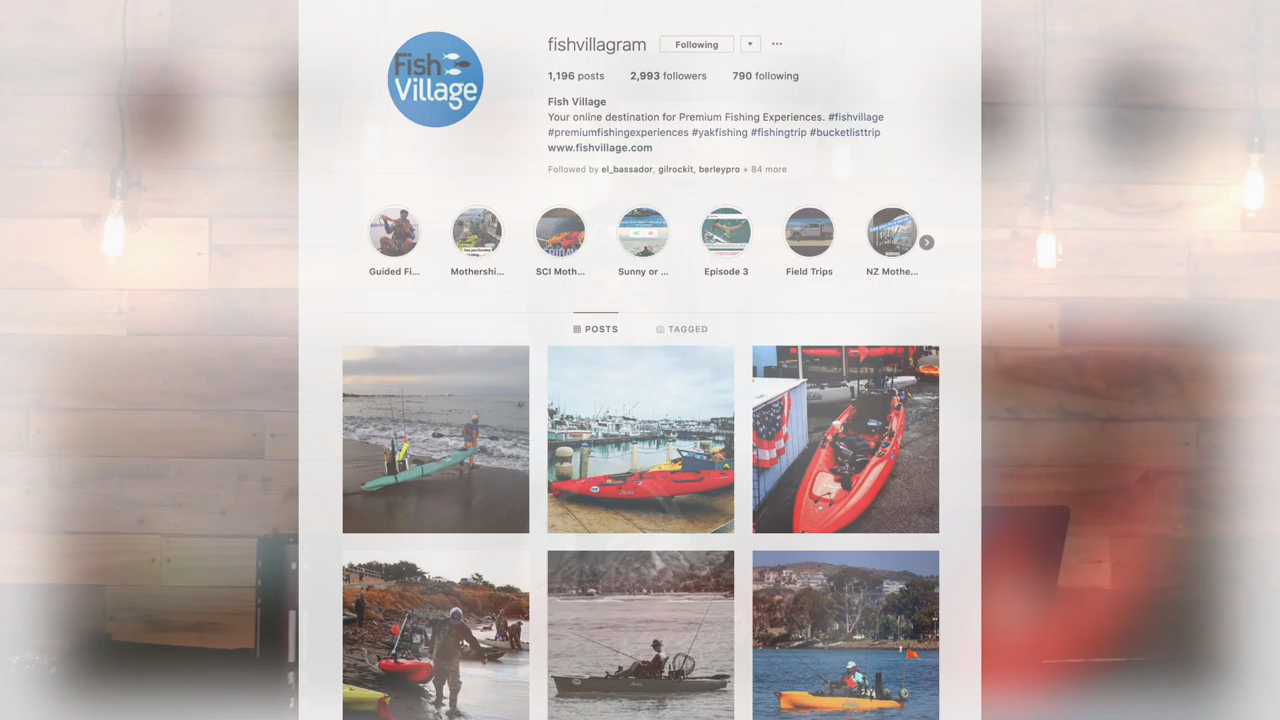 Fish
Village
fishvillagram Following
1,196 posts 2,993 followers 790 following
Fish Village
Your online destination for Premium Fishing Experiences. #fishvillage
#premiumfishingexperiences #yakfishing #fishingtrip #bucketlisttrip
www.fishvillage.com
Followed by el_bassador, gilrockit, berleypro + 84 more
Guided Fi... Mothershi... SCI Moth... Sunny or ... Episode 3 Field Trips NZ Mothe...
POSTS TAGGED